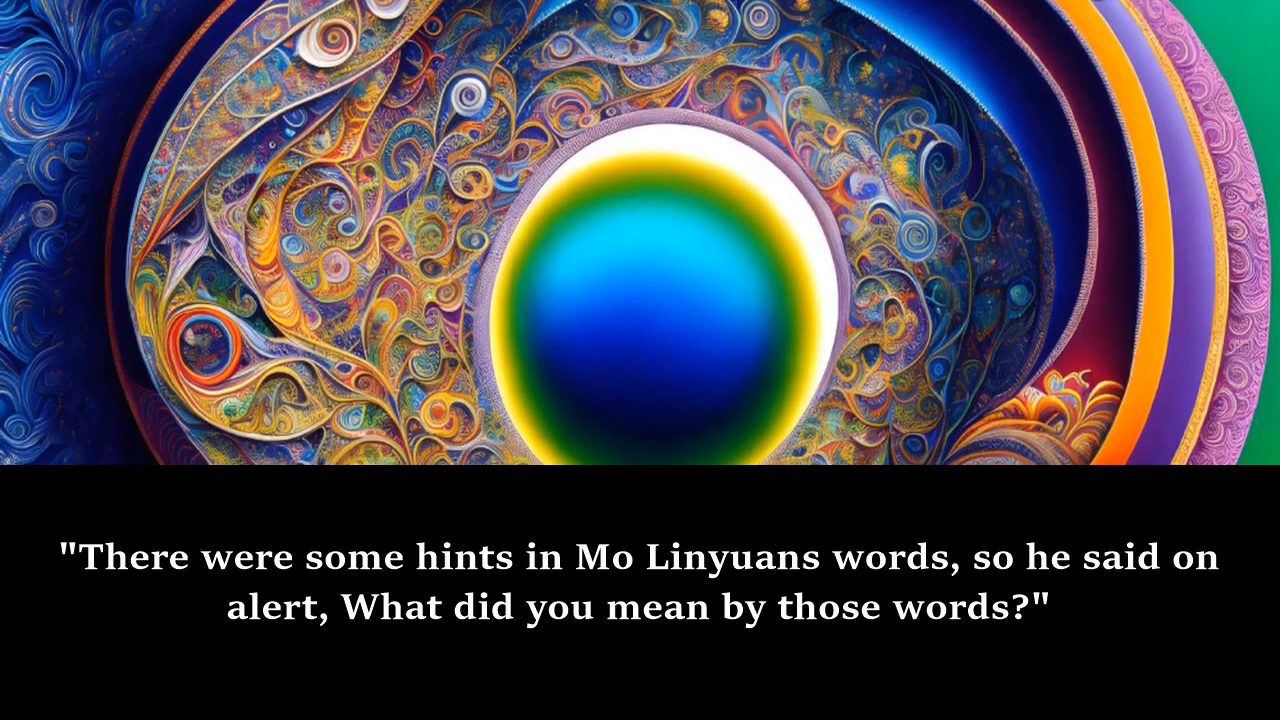 "There were some hints in Mo Linyuans words, so he said on
alert, What did you mean by those words?"